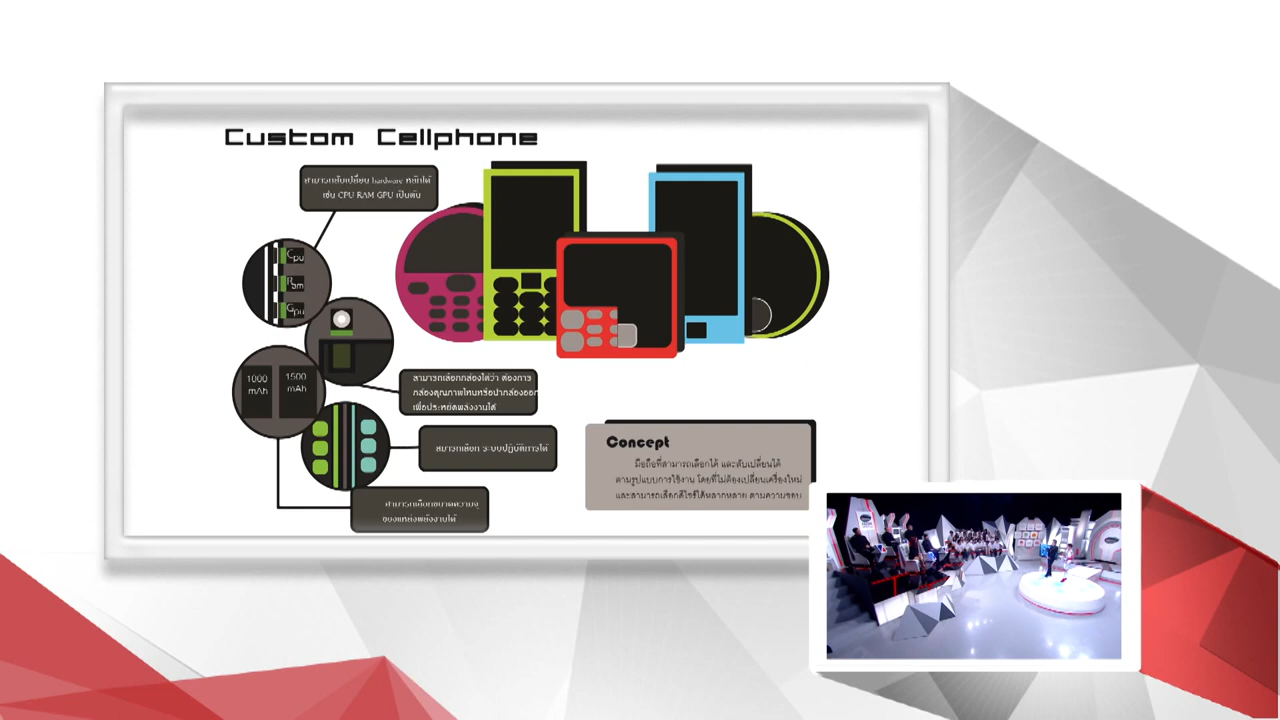 Custom Cellphone
สามารถสับเปลี่ยน hardware หลักได้
เช่น CPU RAM GPU เป็นต้น
Cpu
Ram
Gpu
1000
mAh
1500
mAh
สามารถเลือกกล้องได้ว่า ต้องการ
กล้องคุณภาพไหนหรือนำกล้องออก
เพื่อประหยัดพลังงานได้
สมารถเลือก ระบบปฏิบัติการได้
สามารถเลือกขนาดความจุ
ของแหล่งพลังงานได้
Concept
มือถือที่สามารถเลือกได้ และสับเปลี่ยนได้
ตามรูปแบบการใช้งาน โดยที่ไม่ต้องเปลี่ยนเครื่องใหม่
และสามารถเลือกดีไซร์ได้หลากหลาย ตามความชอบ